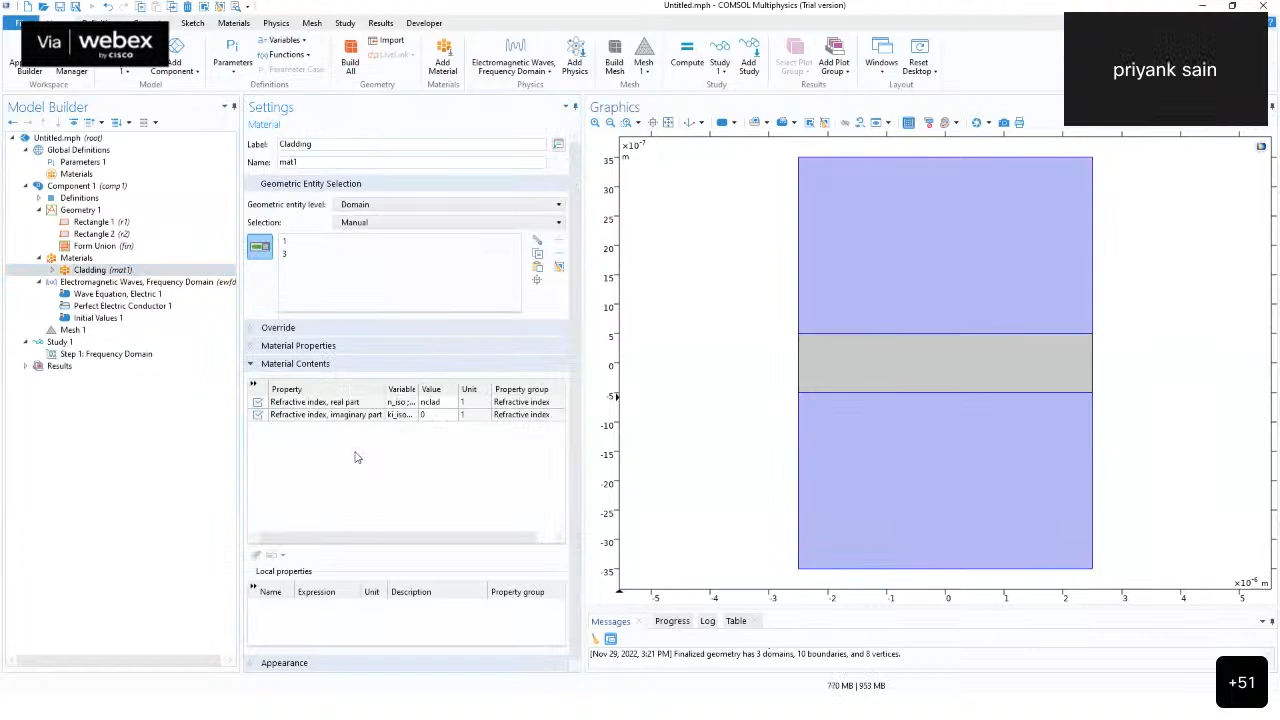 Untitled.mph - COMSOL Multiphysics (Trial version)
Sketch Materials Physics Mesh Study Results Developer
Via webex by CISCO
priyank sain
Builder
Manager
Add Component
Workspace
Model
Parameters 1
Variables
Functions
Parameter Case
Definitions
Build All
Import
LiveLink
Geometry
Add Material
Materials
Electromagnetic Waves, Frequency Domain
Add Physics
Physics
Build Mesh
Mesh 1
Mesh
Compute
Study 1
Add Study
Study
Select Plot Group
Add Plot Group
Results
Windows
Reset Desktop
Layout
Model Builder
Untitled.mph (root)
Global Definitions
Pi Parameters 1
Materials
Component 1 (comp1)
Definitions
Geometry 1
Rectangle 1 (r1)
Rectangle 2 (r2)
Form Union (fin)
Materials
Cladding (mat1)
Electromagnetic Waves, Frequency Domain (ewfd
Wave Equation, Electric 1
Perfect Electric Conductor 1
Initial Values 1
Mesh 1
Study 1
Step 1: Frequency Domain
Results
Settings
Material
Label: Cladding
Name: mat1
Geometric Entity Selection
Geometric entity level: Domain
Selection: Manual
1
3
Override
Material Properties
Material Contents
Property Variable Value Unit Property group
Refractive index, real part n_iso ;... nclad 1 Refractive index
Refractive index, imaginary part ki_iso... 0 1 Refractive index
Local properties
Name Expression Unit Description Property group
Appearance
Graphics
×10⁻⁷
m
35
30
25
20
15
10
5
0
-5
-10
-15
-20
-25
-30
-35
×10⁻⁶ m
-5 -4 -3 -2 -1 0 1 2 3 4 5
Messages Progress Log Table
[Nov 29, 2022, 3:21 PM] Finalized geometry has 3 domains, 10 boundaries, and 8 vertices.
+51